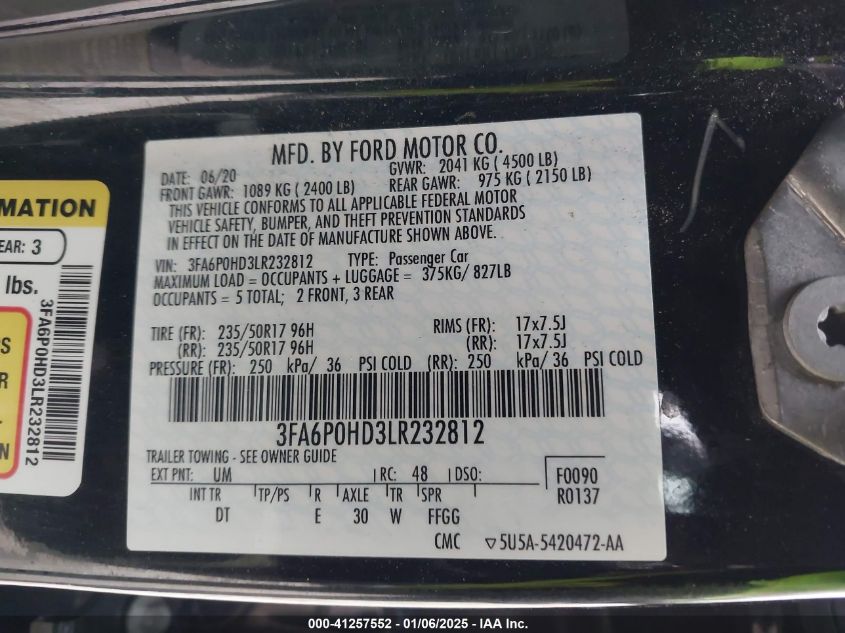 MFD. BY FORD MOTOR CO.
DATE: 06/20 GVWR: 2041 KG ( 4500 LB)
FRONT GAWR: 1089 KG ( 2400 LB) REAR GAWR: 975 KG ( 2150 LB)
THIS VEHICLE CONFORMS TO ALL APPLICABLE FEDERAL MOTOR
VEHICLE SAFETY, BUMPER, AND THEFT PREVENTION STANDARDS
IN EFFECT ON THE DATE OF MANUFACTURE SHOWN ABOVE.
VIN: 3FA6P0HD3LR232812 TYPE: Passenger Car
MAXIMUM LOAD = OCCUPANTS + LUGGAGE = 375KG/ 827LB
OCCUPANTS = 5 TOTAL; 2 FRONT, 3 REAR
TIRE (FR): 235/50R17 96H RIMS (FR): 17x7.5J
(RR): 235/50R17 96H (RR): 17x7.5J
PRESSURE (FR): 250 kPa/ 36 PSI COLD (RR): 250 kPa/ 36 PSI COLD
3FA6P0HD3LR232812
TRAILER TOWING - SEE OWNER GUIDE
EXT PNT: UM RC: 48 DSO: F0090
INT TR TP/PS R AXLE TR SPR R0137
DT E 30 W FFGG
CMC ▽5U5A-5420472-AA
MATION
EAR: 3
lbs.
3FA6P0HD3LR232812
000-41257552 - 01/06/2025 - IAA Inc.